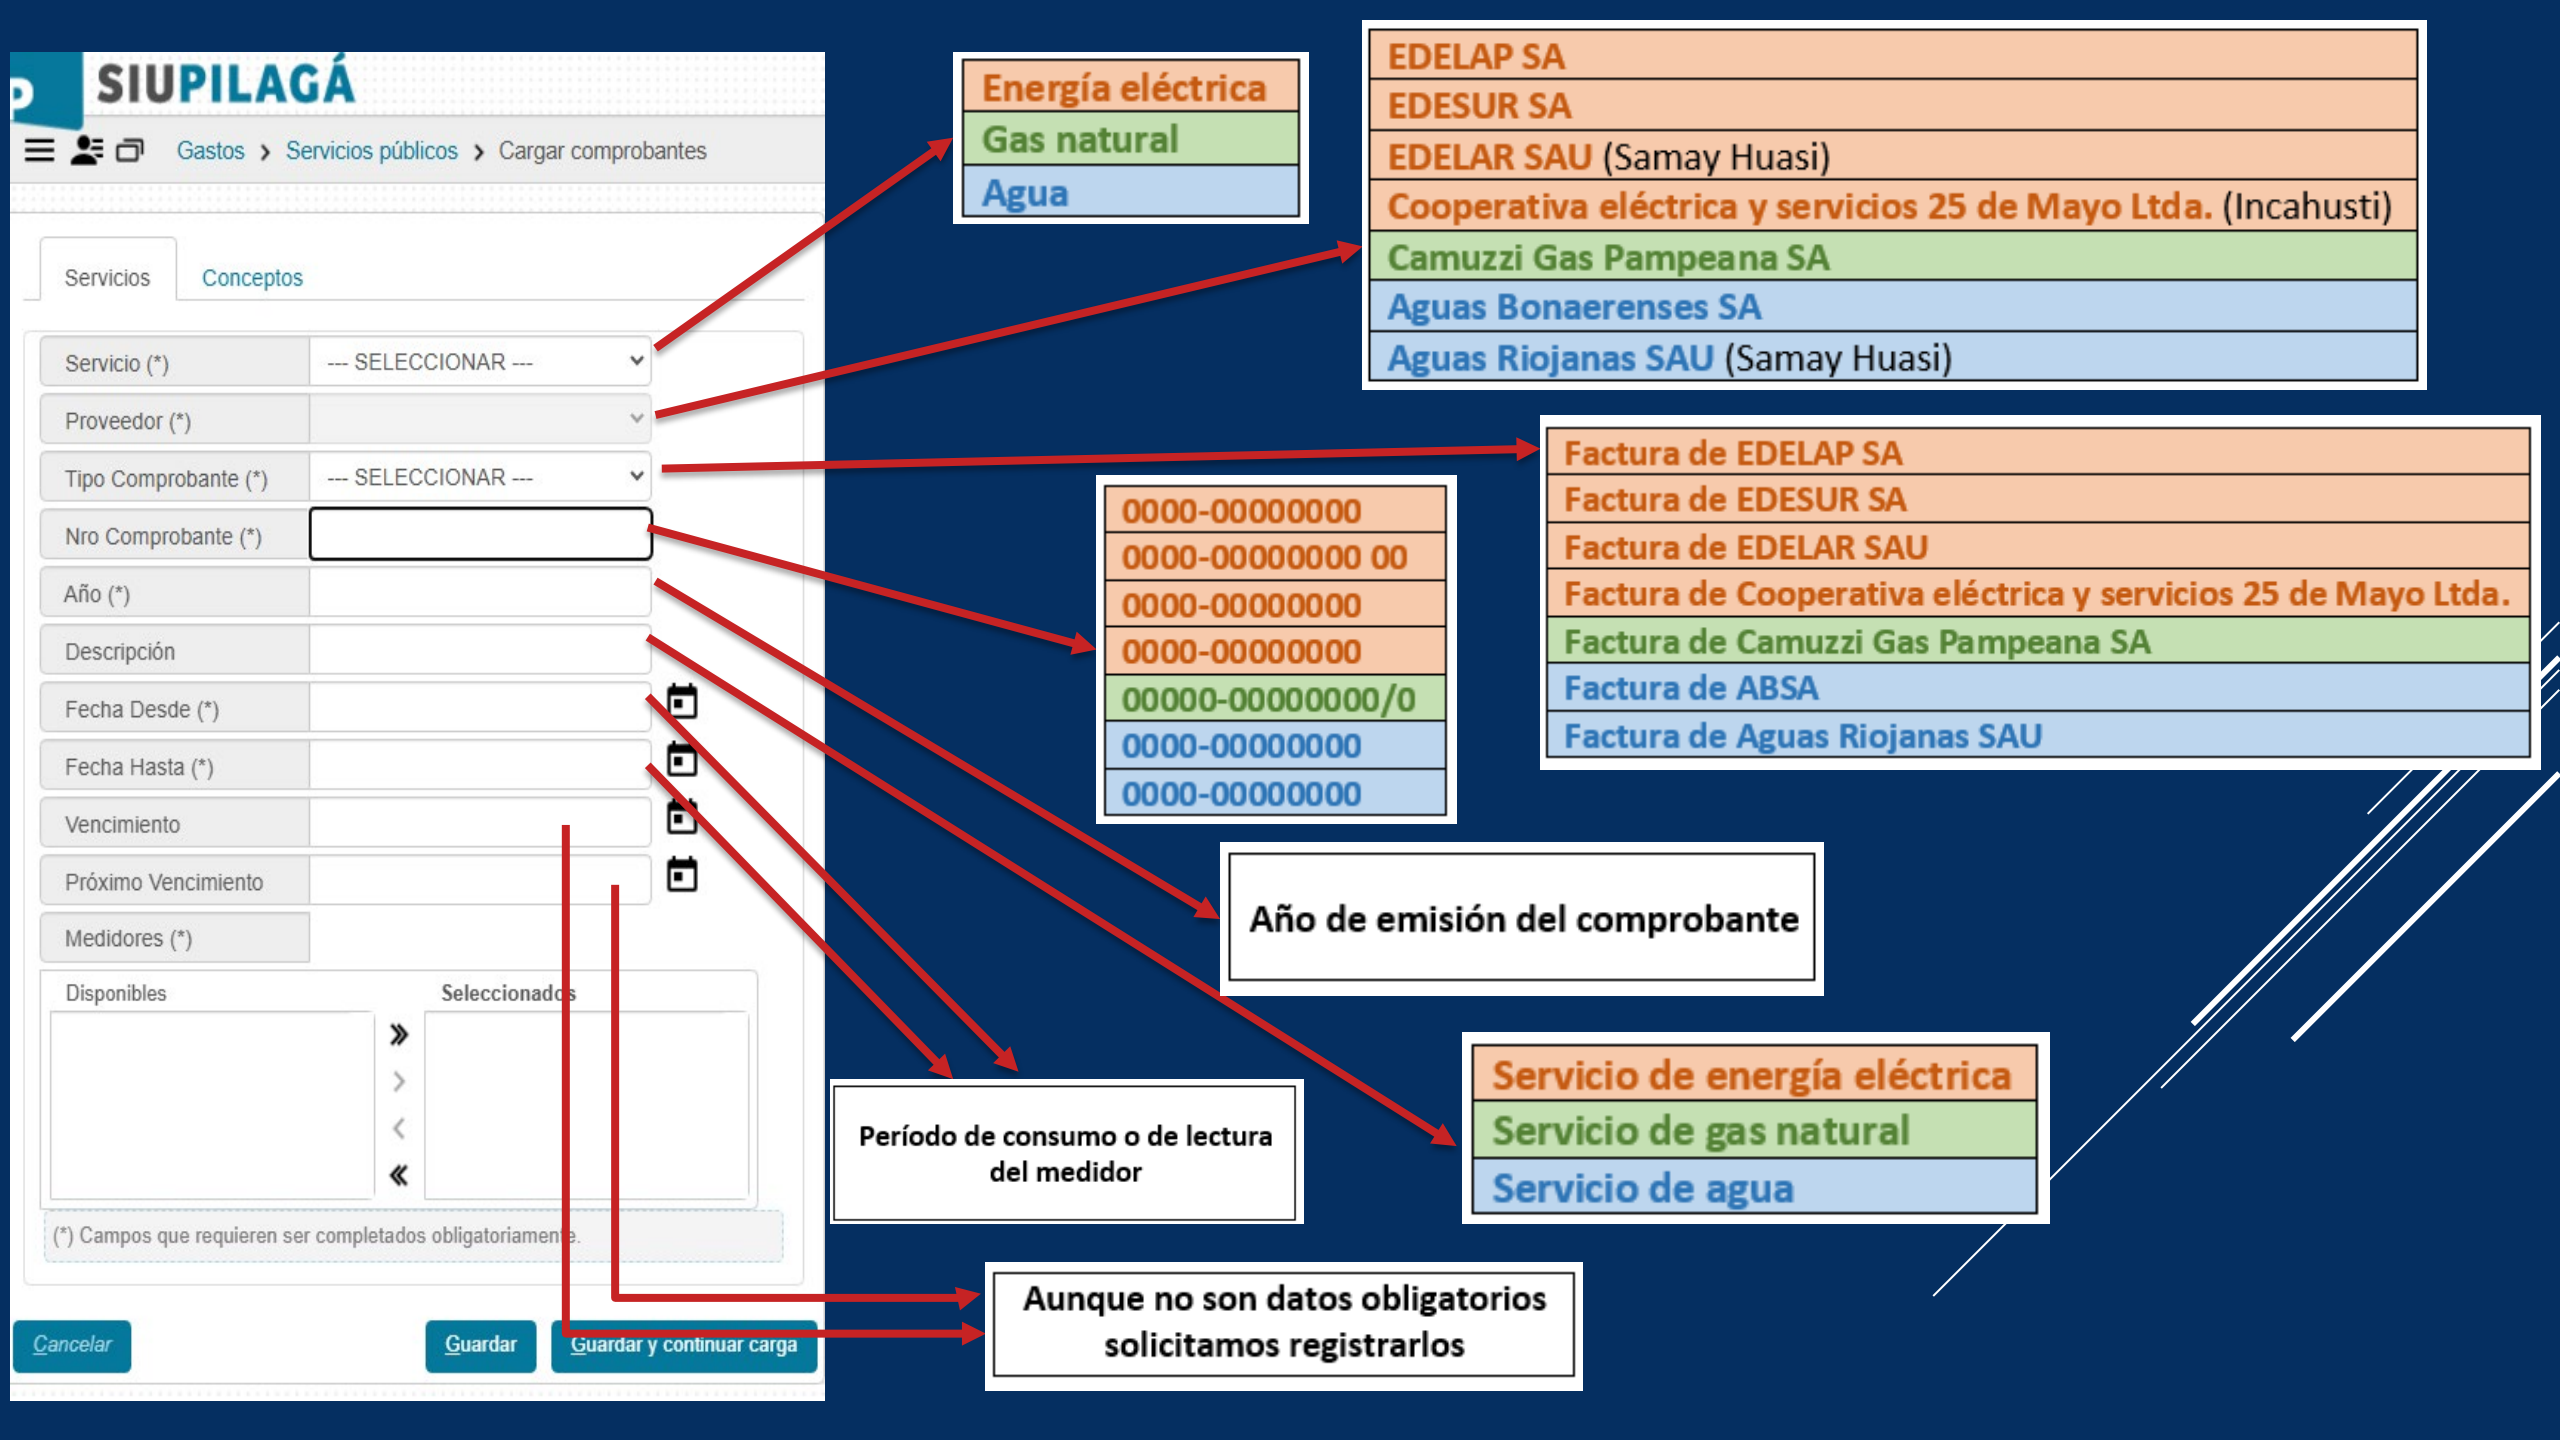 SIUPILAGÁ
Gastos > Servicios públicos > Cargar comprobantes
Servicios
Conceptos
Servicio (*)
--- SELECCIONAR ---
Proveedor (*)
Tipo Comprobante (*)
--- SELECCIONAR ---
Nro Comprobante (*)
Año (*)
Descripción
Fecha Desde (*)
Fecha Hasta (*)
Vencimiento
Próximo Vencimiento
Medidores (*)
Disponibles
Seleccionados
(*) Campos que requieren ser completados obligatoriamente.
Cancelar
Guardar
Guardar y continuar carga
Energía eléctrica
Gas natural
Agua
EDELAP SA
EDESUR SA
EDELAR SAU (Samay Huasi)
Cooperativa eléctrica y servicios 25 de Mayo Ltda. (Incahusti)
Camuzzi Gas Pampeana SA
Aguas Bonaerenses SA
Aguas Riojanas SAU (Samay Huasi)
Factura de EDELAP SA
Factura de EDESUR SA
Factura de EDELAR SAU
Factura de Cooperativa eléctrica y servicios 25 de Mayo Ltda.
Factura de Camuzzi Gas Pampeana SA
Factura de ABSA
Factura de Aguas Riojanas SAU
0000-00000000
0000-00000000 00
0000-00000000
0000-00000000
00000-00000000/0
0000-00000000
0000-00000000
Año de emisión del comprobante
Servicio de energía eléctrica
Servicio de gas natural
Servicio de agua
Período de consumo o de lectura
del medidor
Aunque no son datos obligatorios
solicitamos registrarlos